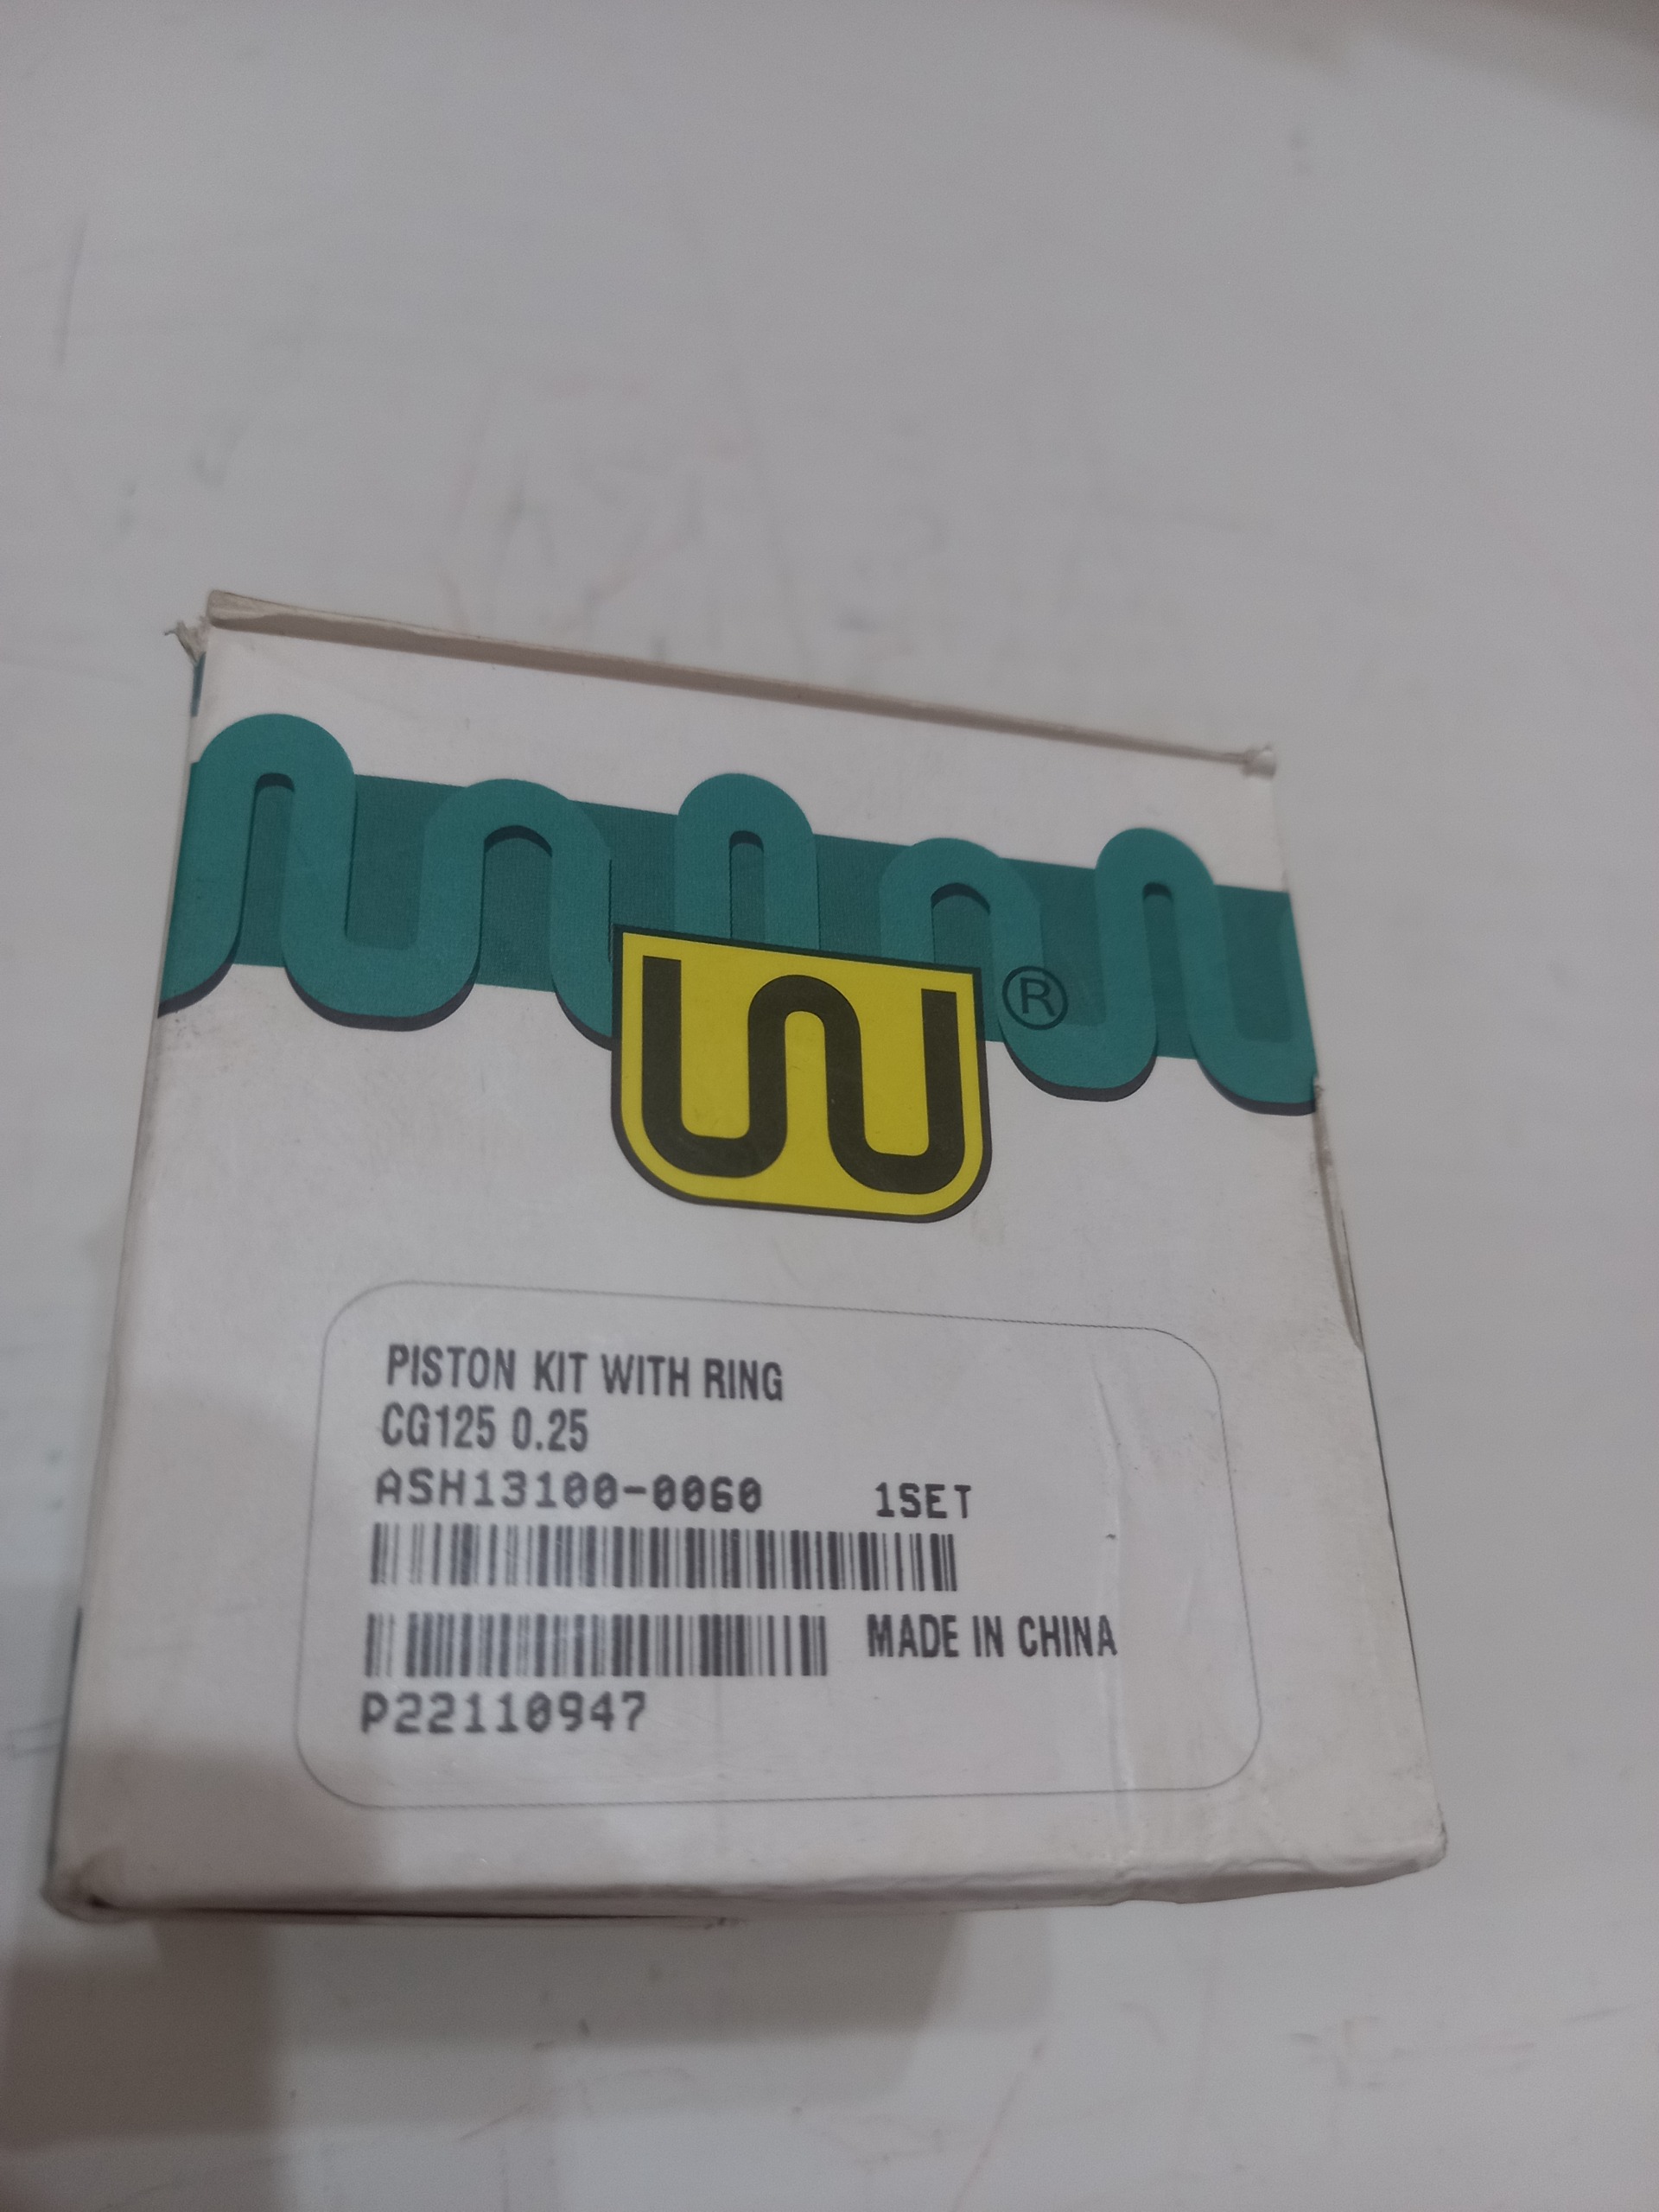 W
®
PISTON KIT WITH RING
CG125 0.25
ASH13100-0060 1SET
MADE IN CHINA
P22110947